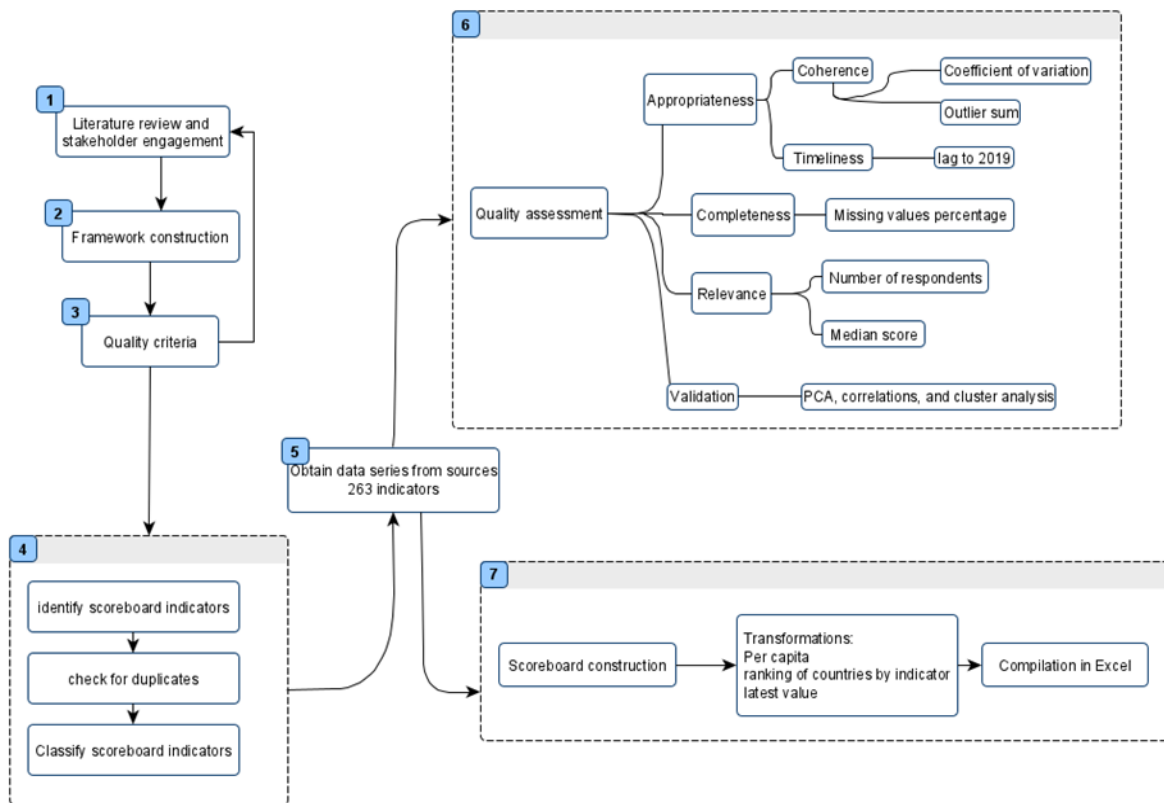 1
Literature review and
stakeholder engagement
2
Framework construction
3
Quality criteria
4
identify scoreboard indicators
check for duplicates
Classify scoreboard indicators
5
Obtain data series from sources
263 indicators
6
Quality assessment
Appropriateness
Coherence
Coefficient of variation
Outlier sum
Timeliness
lag to 2019
Completeness
Missing values percentage
Relevance
Number of respondents
Median score
Validation
PCA, correlations, and cluster analysis
7
Scoreboard construction
Transformations:
Per capita
ranking of countries by indicator
latest value
Compilation in Excel